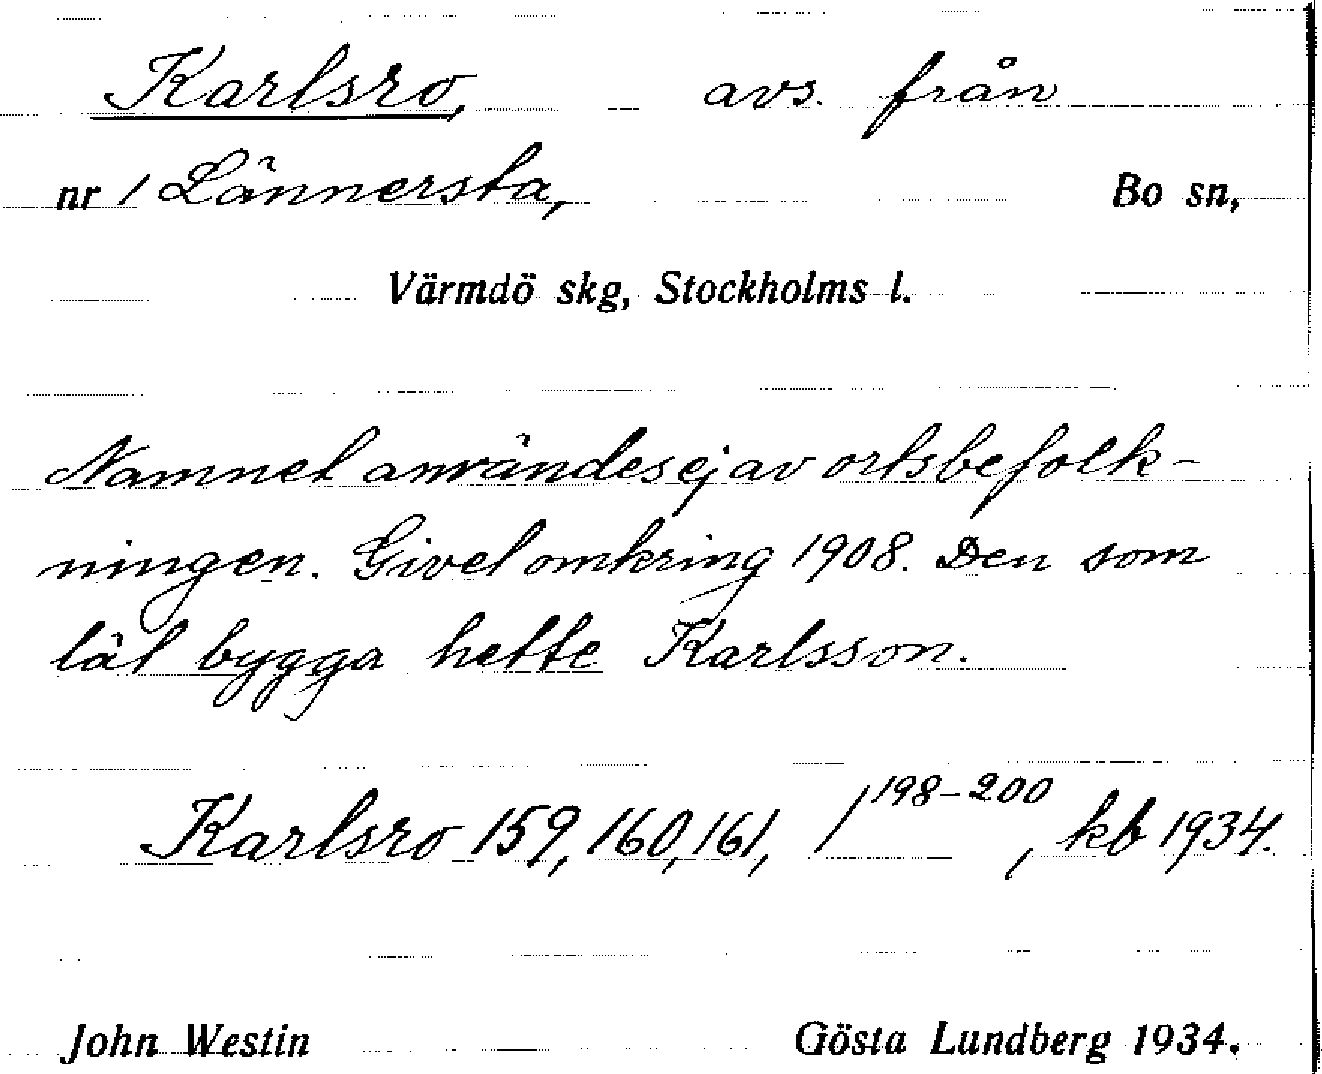 Karlsro, avs. från
nr 1 Lännersta, Bo sn,
Värmdö skg, Stockholms l.
Namnet användes ej av ortsbefolk-
ningen. Givet omkring 1908. Den som
lät bygga hette Karlsson.
Karlsro 159, 160, 161, 1 198-200, kb 1934.
John Westin Gösta Lundberg 1934.